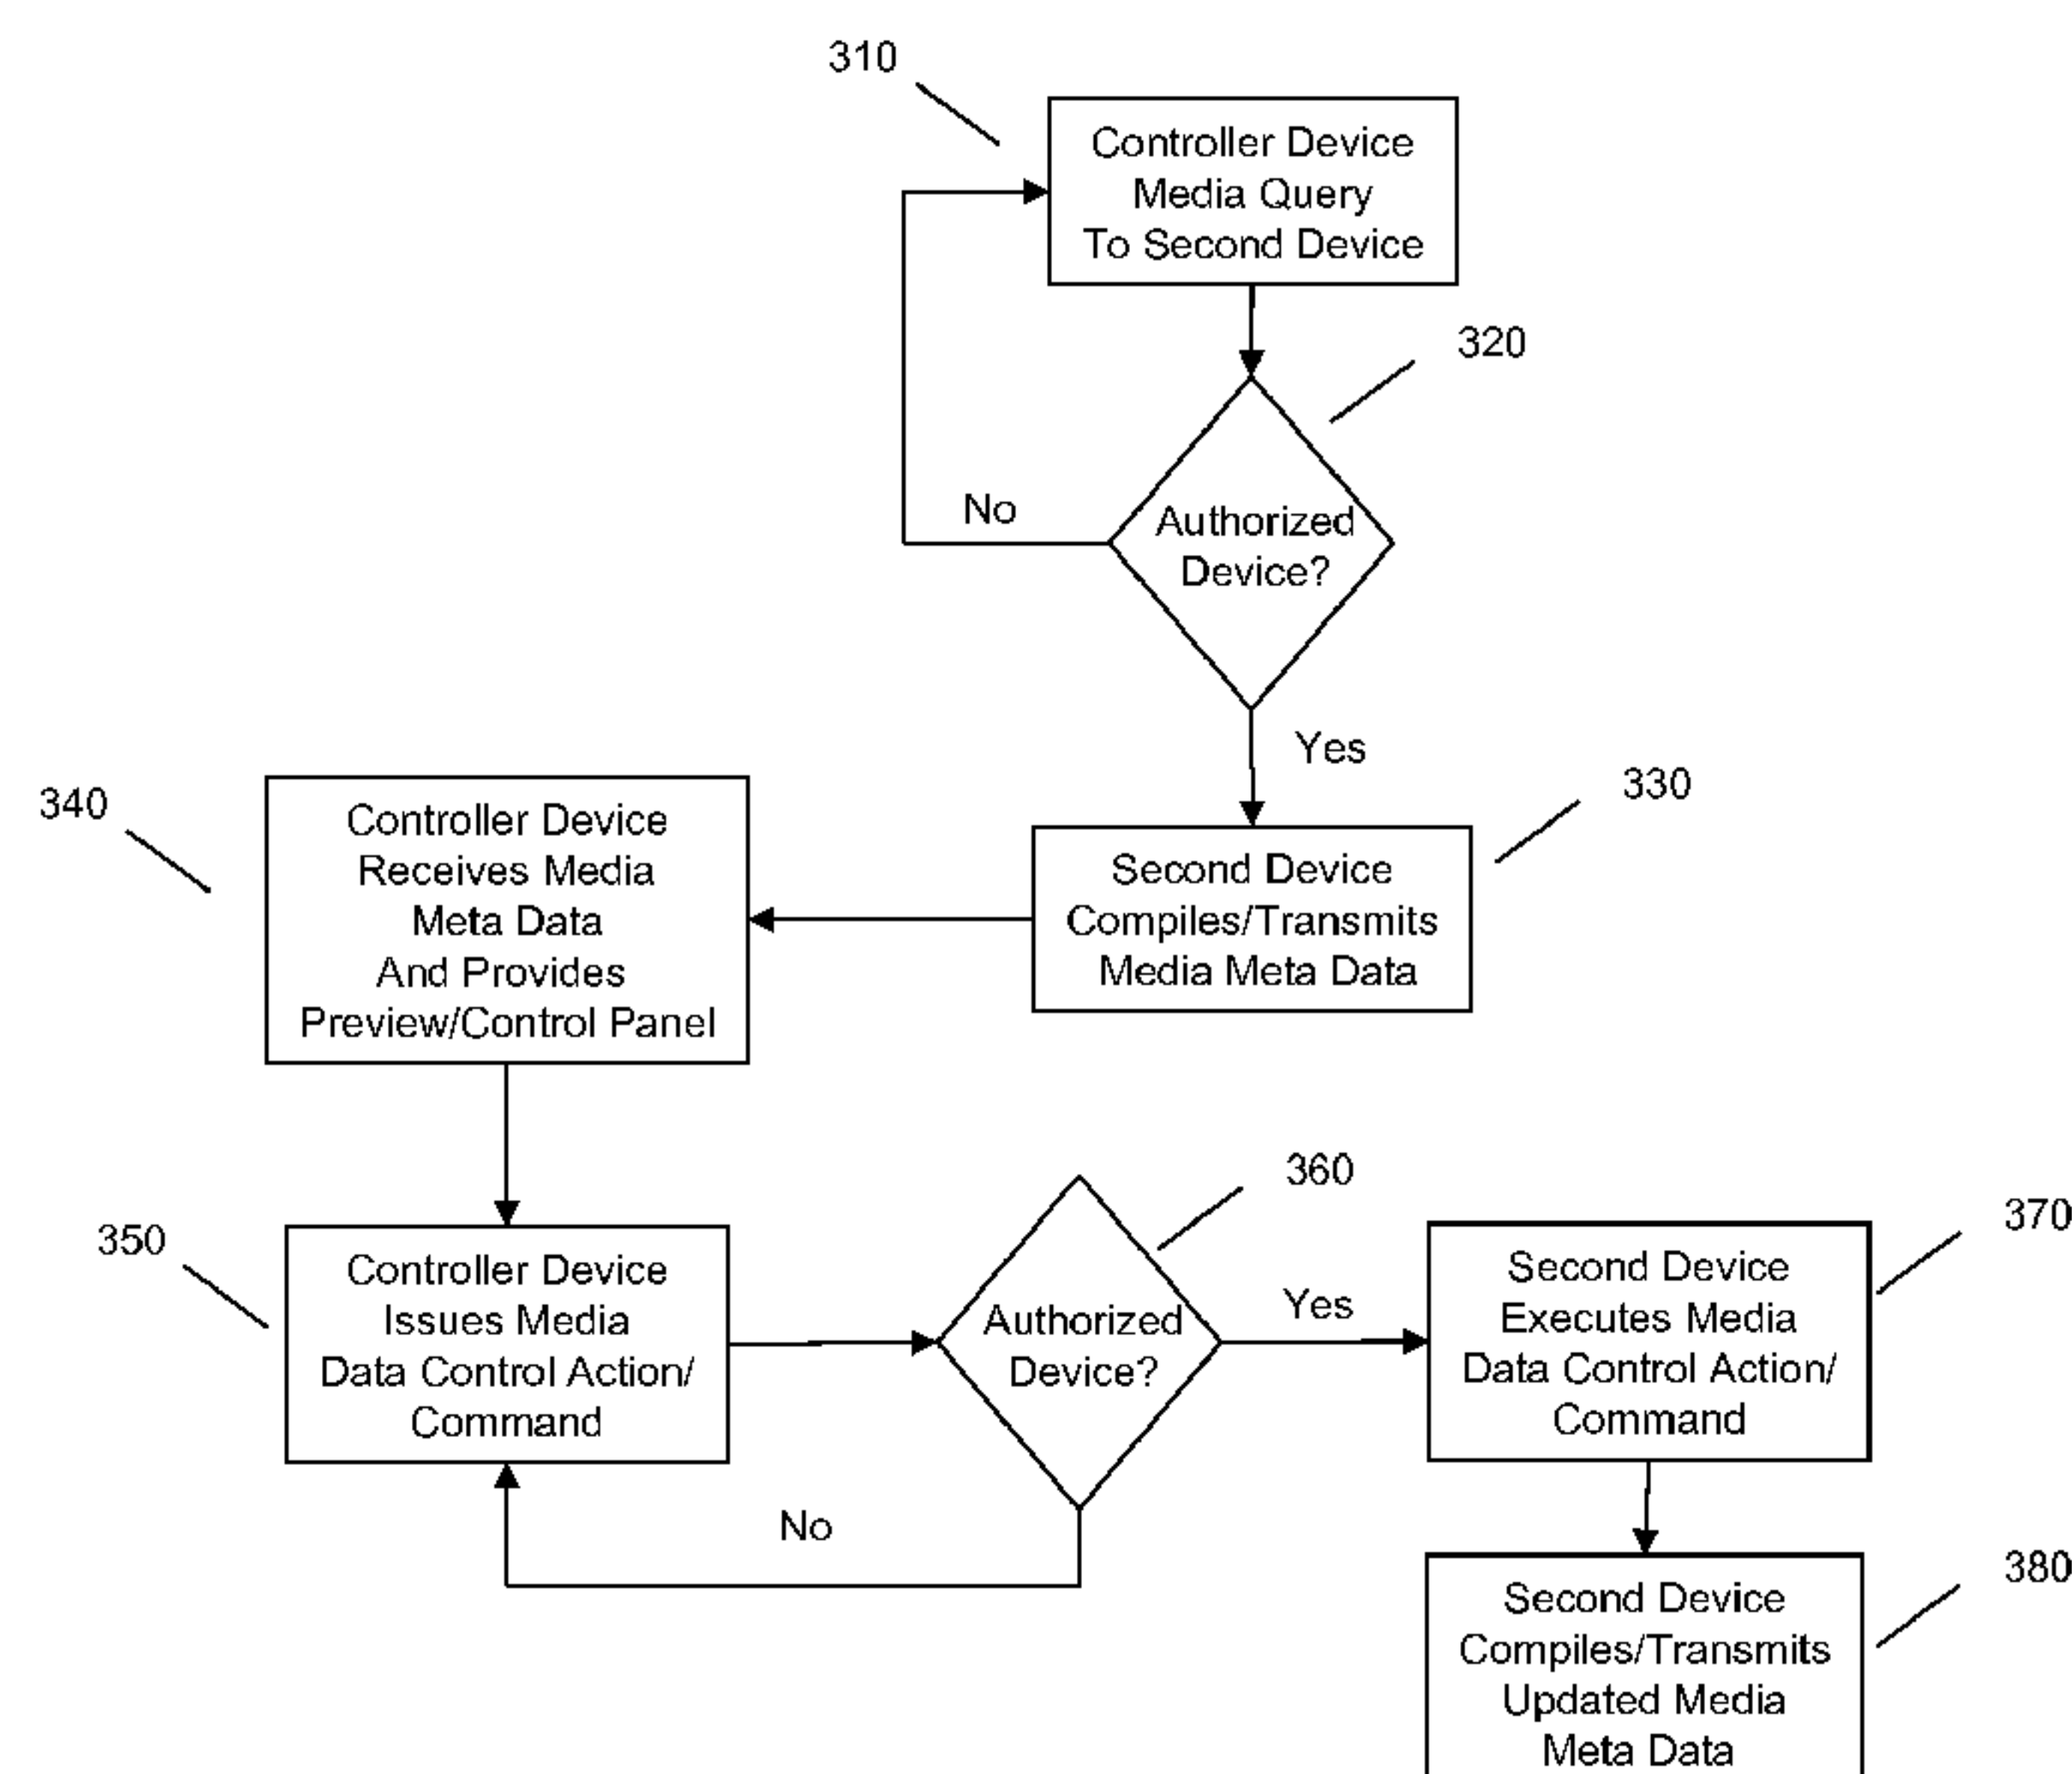 310
Controller Device
Media Query
To Second Device
320
Authorized
Device?
No
Yes
330
Second Device
Compiles/Transmits
Media Meta Data
340
Controller Device
Receives Media
Meta Data
And Provides
Preview/Control Panel
350
Controller Device
Issues Media
Data Control Action/
Command
360
Authorized
Device?
Yes
No
370
Second Device
Executes Media
Data Control Action/
Command
380
Second Device
Compiles/Transmits
Updated Media
Meta Data